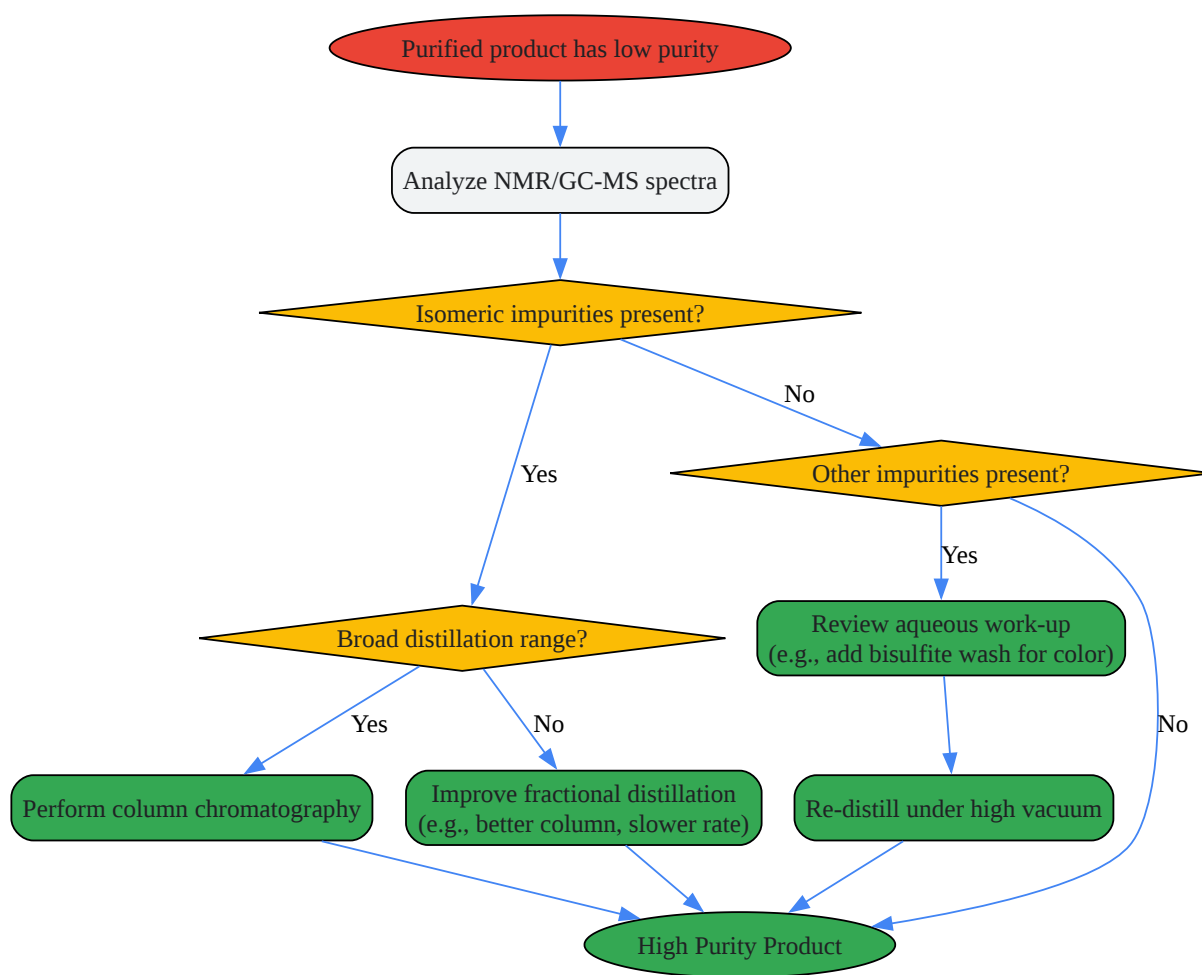 Purified product has low purity
Analyze NMR/GC-MS spectra
Isomeric impurities present?
No
Yes
Other impurities present?
Yes
Broad distillation range?
Review aqueous work-up
(e.g., add bisulfite wash for color)
Yes
No
No
Perform column chromatography
Improve fractional distillation
(e.g., better column, slower rate)
Re-distill under high vacuum
High Purity Product